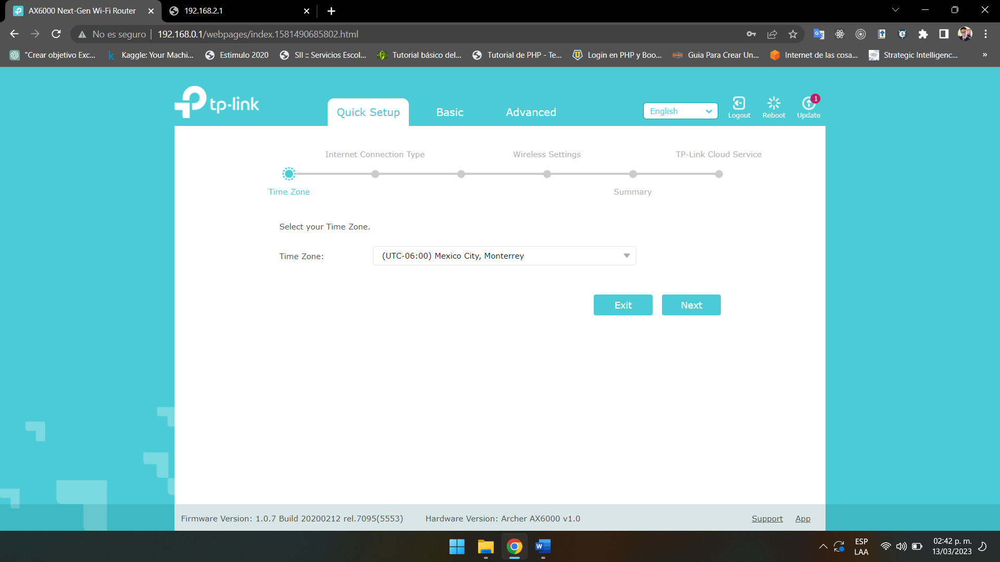 AX6000 Next-Gen Wi-Fi Router
192.168.2.1
No es seguro
192.168.0.1/webpages/index.1581490685802.html
"Crear objetivo Exc...
Kaggle: Your Machi...
Estimulo 2020
SII :: Servicios Escol...
Tutorial básico del...
Tutorial de PHP - Te...
Login en PHP y Boo...
Guia Para Crear Un...
Internet de las cosa...
Strategic Intelligenc...
»
tp-link
Quick Setup
Basic
Advanced
English
Logout
Reboot
1
Update
Internet Connection Type
Wireless Settings
TP-Link Cloud Service
Time Zone
Summary
Select your Time Zone.
Time Zone:
(UTC-06:00) Mexico City, Monterrey
Exit
Next
Firmware Version: 1.0.7 Build 20200212 rel.7095(5553)
Hardware Version: Archer AX6000 v1.0
Support
App
ESP
LAA
02:42 p. m.
13/03/2023